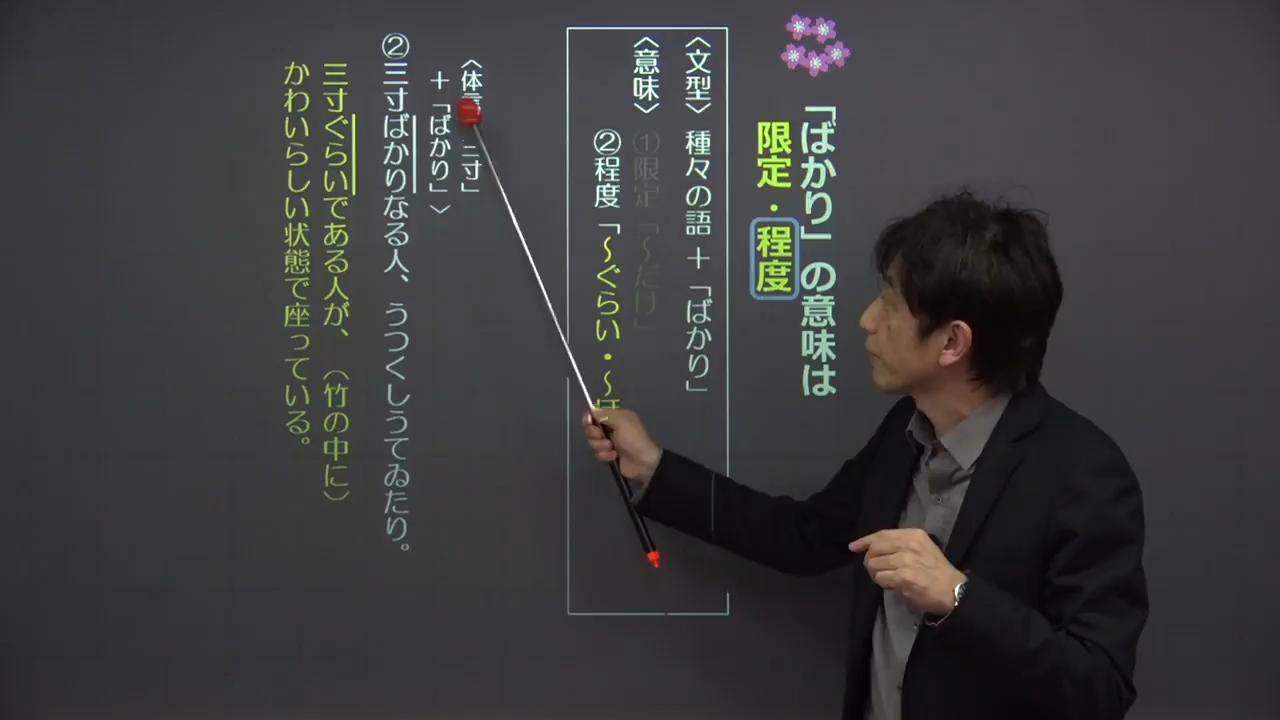 「ばかり」の意味は
限定・程度
〈文型〉種々の語+「ばかり」
〈意味〉①限定「~だけ」
②程度「~ぐらい・~ほ
〈体言 三寸」
+「ばかり」〉
②三寸ばかりなる人、うつくしうてゐたり。
三寸ぐらいである人が、(竹の中に)
かわいらしい状態で座っている。